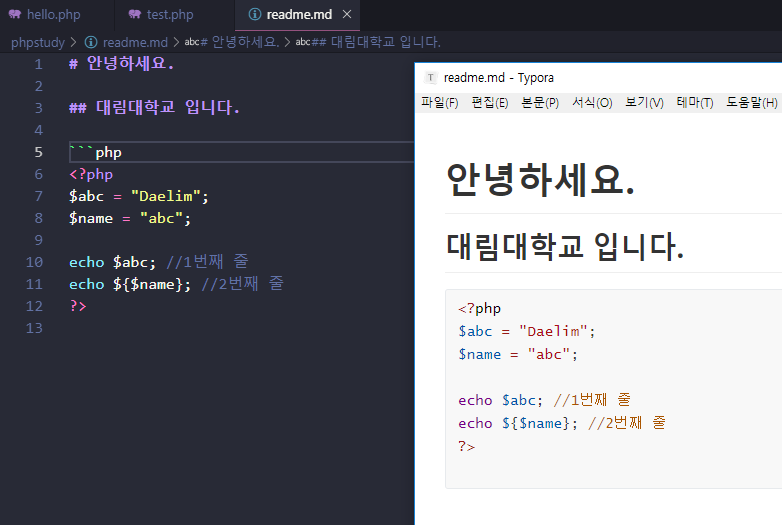 hello.php
test.php
readme.md
phpstudy > readme.md > # 안녕하세요. > ## 대림대학교 입니다.
1 # 안녕하세요.
2
3 ## 대림대학교 입니다.
4
5 ```php
6 <?php
7 $abc = "Daelim";
8 $name = "abc";
9
10 echo $abc; //1번째 줄
11 echo ${$name}; //2번째 줄
12 ?>
13
readme.md - Typora
파일(F) 편집(E) 본문(P) 서식(O) 보기(V) 테마(T) 도움말(H)
안녕하세요.
대림대학교 입니다.
<?php
$abc = "Daelim";
$name = "abc";
echo $abc; //1번째 줄
echo ${$name}; //2번째 줄
?>